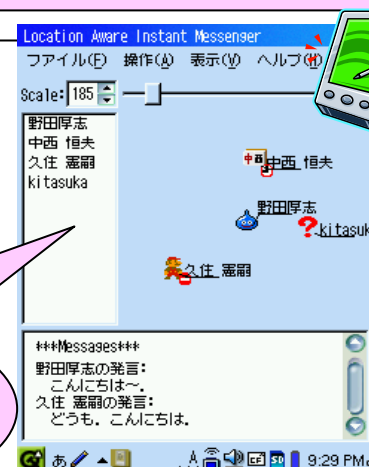 Location Aware Instant Messenger
ファイル(F) 操作(A) 表示(V) ヘルプ(H)
Scale: 185
野田厚志
中西 恒夫
久住 憲嗣
kitasuka
中西 中西 恒夫
野田厚志
? kitasuk
久住 憲嗣
***Messages***
野田厚志の発言:
こんにちは~.
久住 憲嗣の発言:
どうも. こんにちは.
あ 9:29 PM